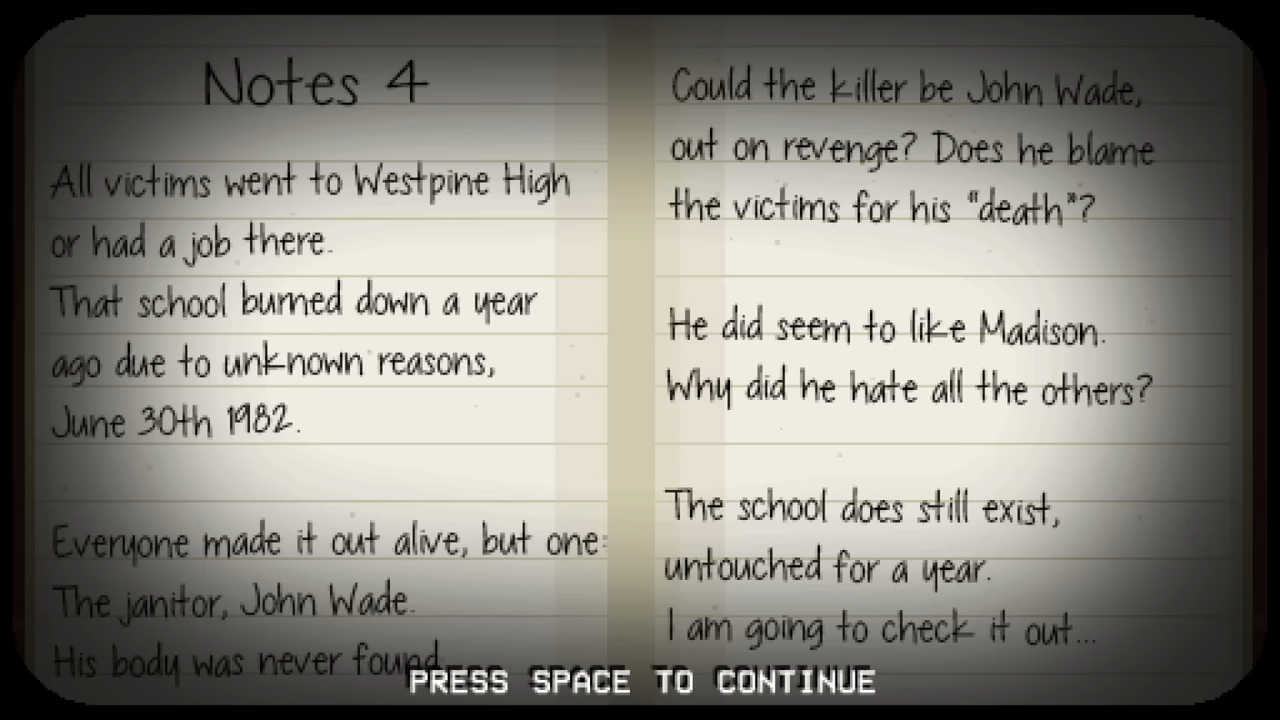 Notes 4
All victims went to Westpine High
or had a job there.
That school burned down a year
ago due to unknown reasons,
June 30th 1982.
Everyone made it out alive, but one:
The janitor, John Wade.
His body was never found.
Could the killer be John Wade,
out on revenge? Does he blame
the victims for his "death"?
He did seem to like Madison.
Why did he hate all the others?
The school does still exist,
untouched for a year.
I am going to check it out...
PRESS SPACE TO CONTINUE